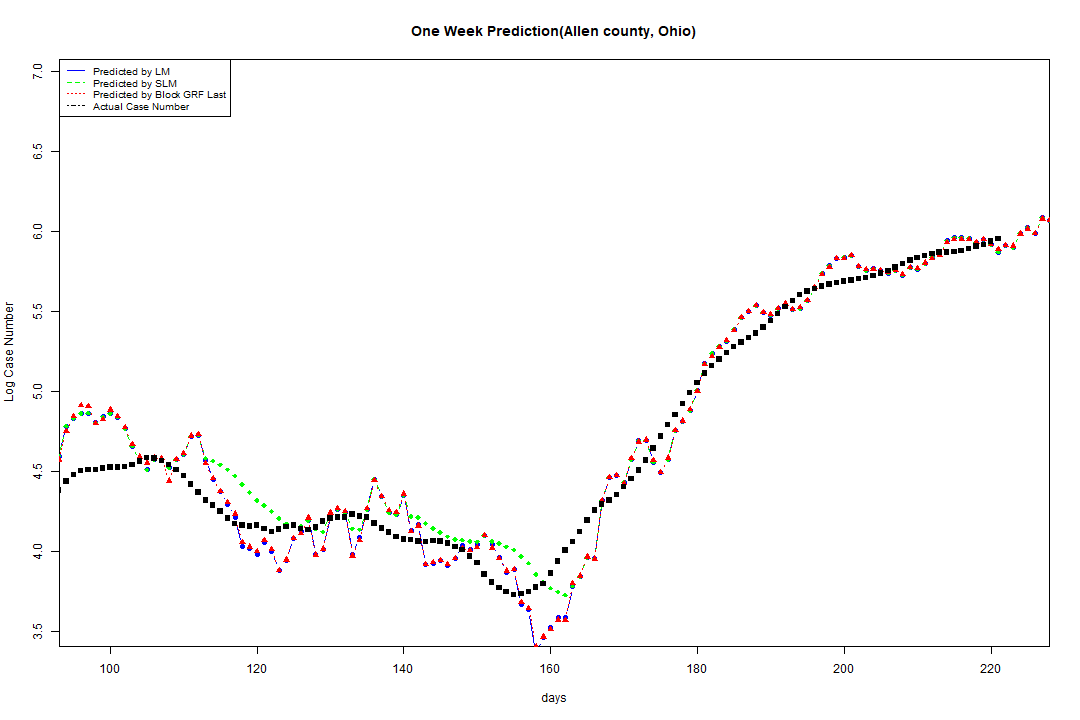 One Week Prediction(Allen county, Ohio)
Predicted by LM
Predicted by SLM
Predicted by Block GRF Last
Actual Case Number
7.0
6.5
6.0
5.5
5.0
4.5
4.0
3.5
Log Case Number
100 120 140 160 180 200 220
days